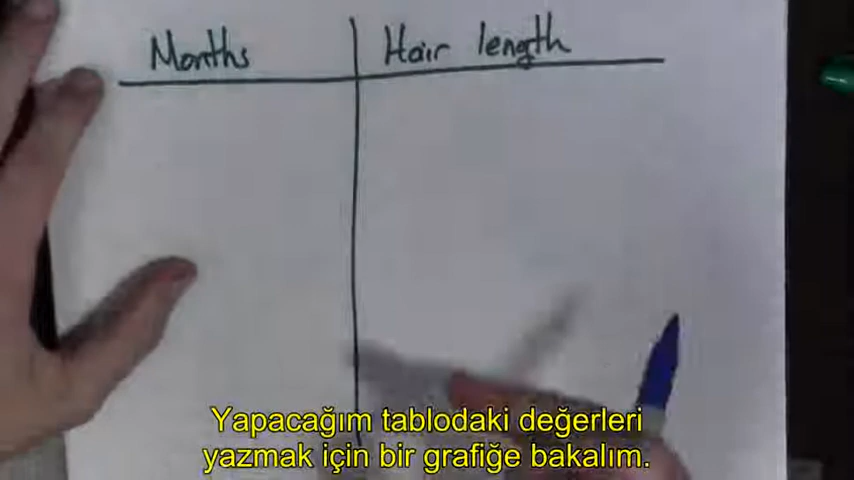 Months Hair length
Yapacağım tablodaki değerleri
yazmak için bir grafiğe bakalım.